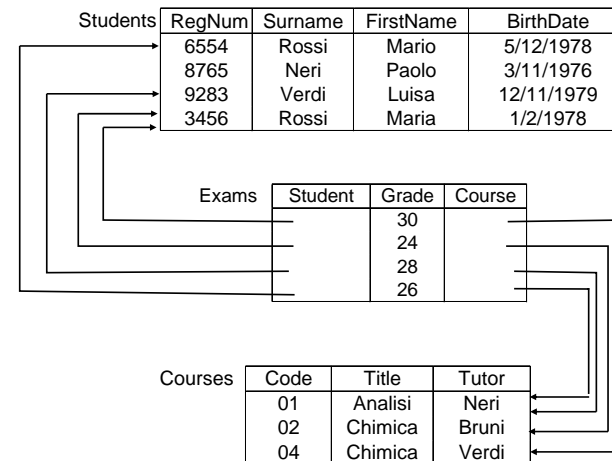 Students RegNum Surname FirstName BirthDate
6554 Rossi Mario 5/12/1978
8765 Neri Paolo 3/11/1976
9283 Verdi Luisa 12/11/1979
3456 Rossi Maria 1/2/1978
Exams Student Grade Course
30
24
28
26
Courses Code Title Tutor
01 Analisi Neri
02 Chimica Bruni
04 Chimica Verdi